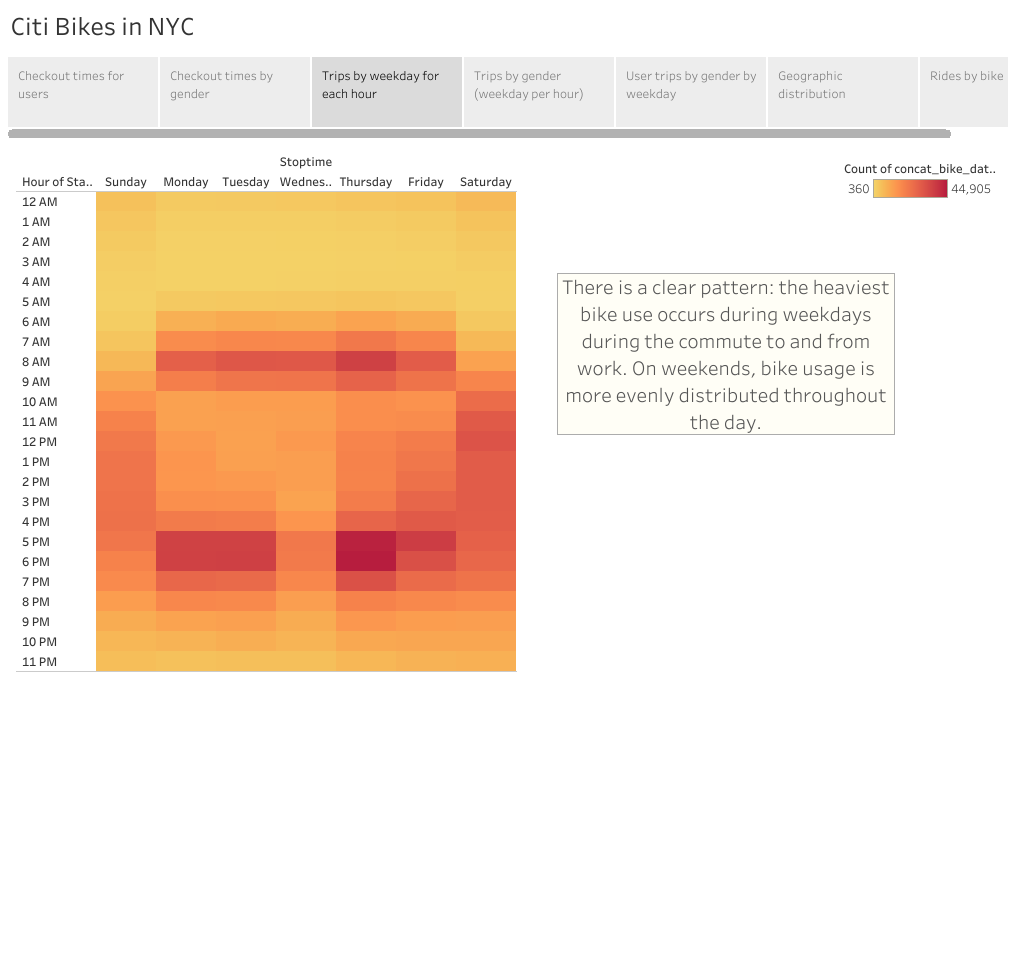 Citi Bikes in NYC
Checkout times for users
Checkout times by gender
Trips by weekday for each hour
Trips by gender (weekday per hour)
User trips by gender by weekday
Geographic distribution
Rides by bike
Stoptime
Hour of Sta.. Sunday Monday Tuesday Wednes.. Thursday Friday Saturday
12 AM
1 AM
2 AM
3 AM
4 AM
5 AM
6 AM
7 AM
8 AM
9 AM
10 AM
11 AM
12 PM
1 PM
2 PM
3 PM
4 PM
5 PM
6 PM
7 PM
8 PM
9 PM
10 PM
11 PM
Count of concat_bike_dat..
360 44,905
There is a clear pattern: the heaviest
bike use occurs during weekdays
during the commute to and from
work. On weekends, bike usage is
more evenly distributed throughout
the day.